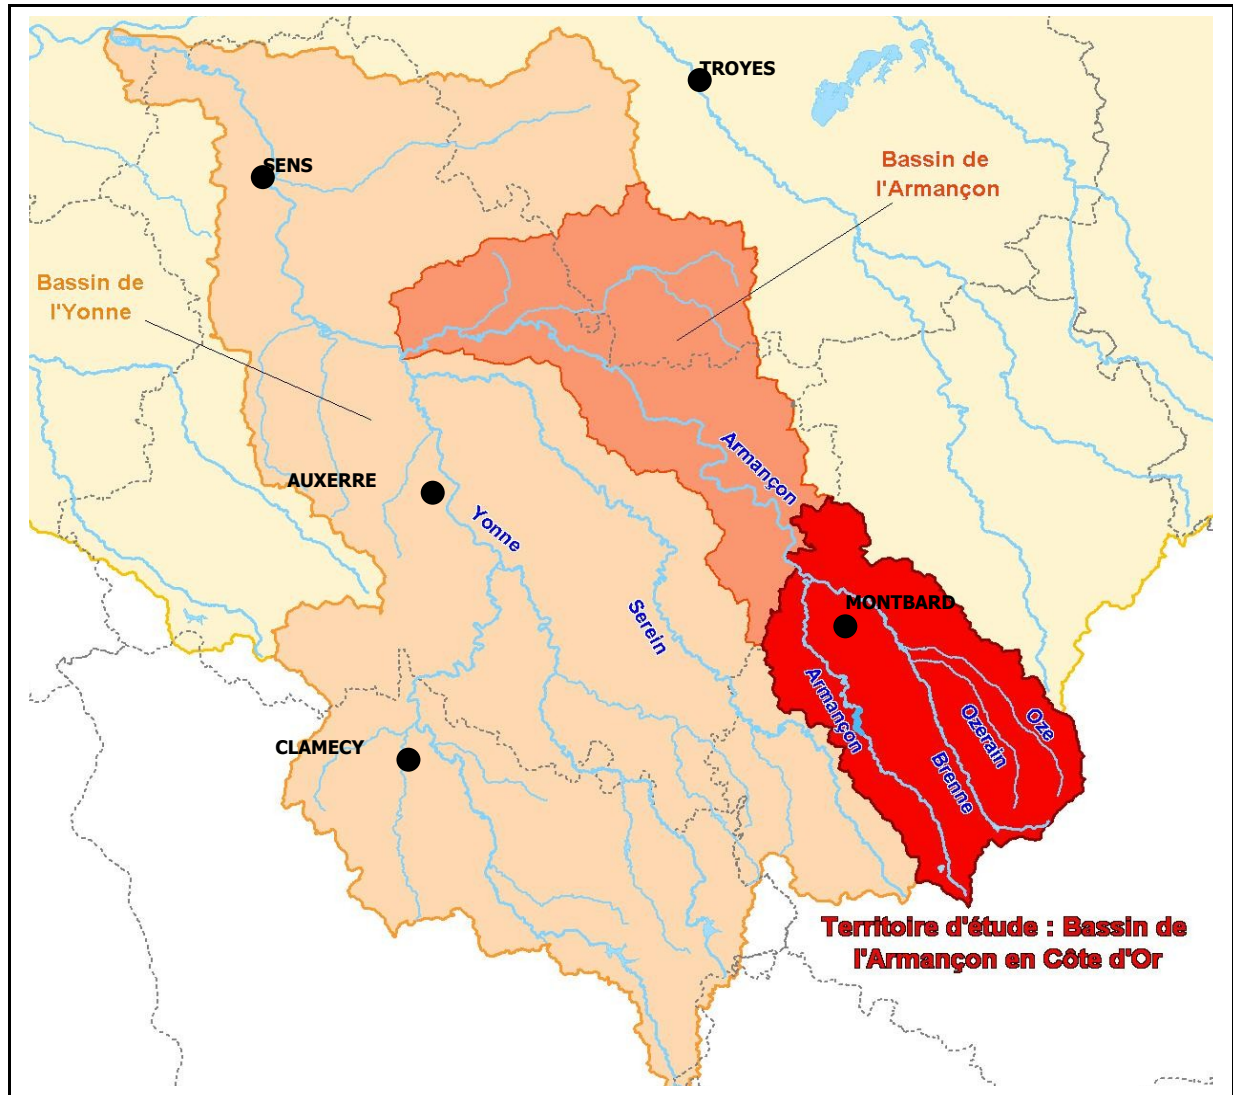 TROYES
SENS
Bassin de
l'Armançon
Bassin de
l'Yonne
Armançon
AUXERRE
Yonne
MONTBARD
Serein
Armançon
Oze
Ozerain
CLAMECY
Brenne
Territoire d'étude : Bassin de
l'Armançon en Côte d'Or